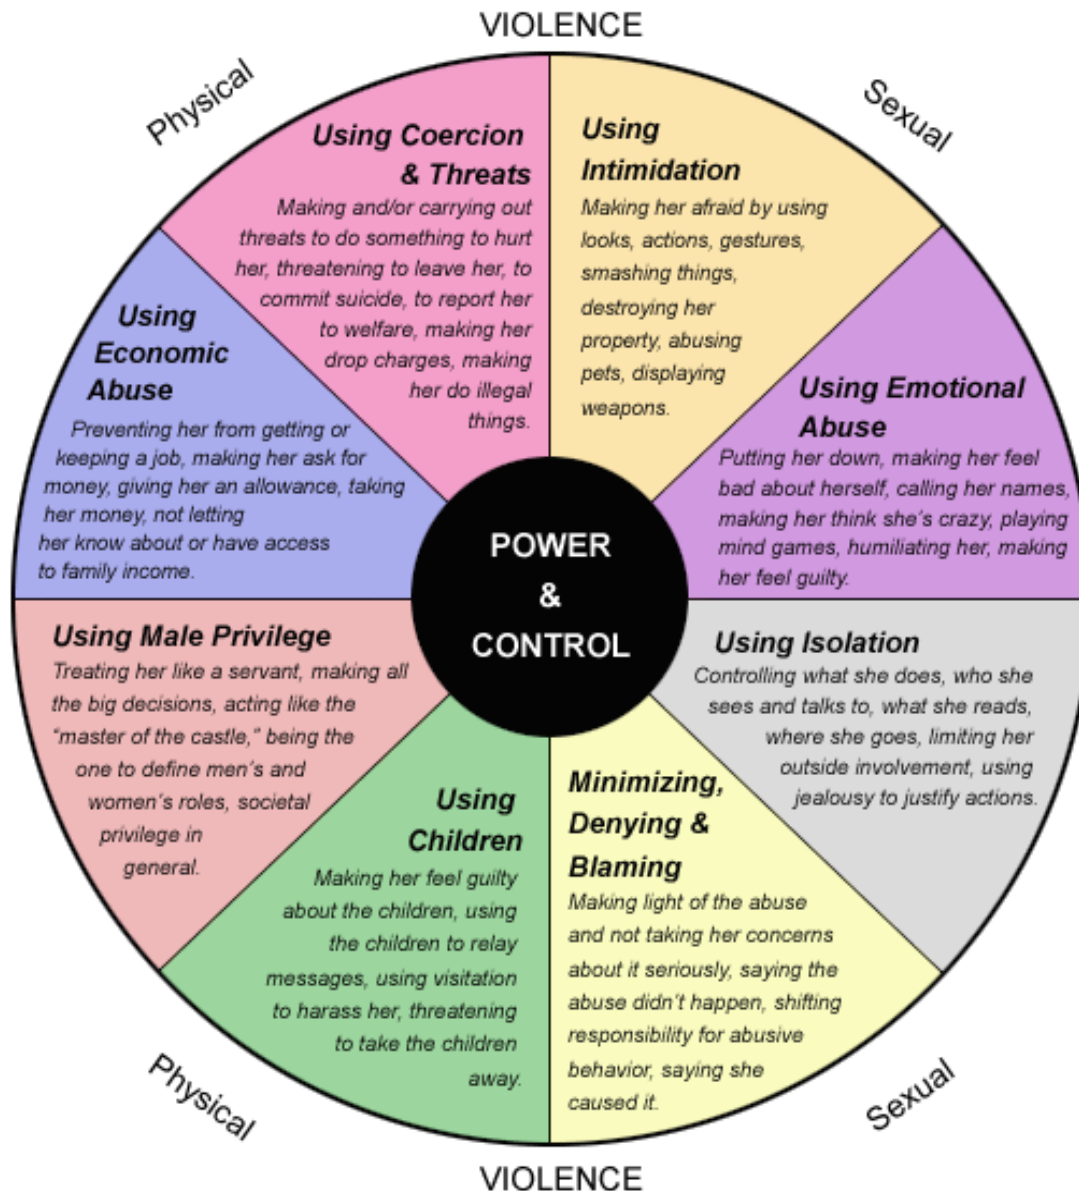 VIOLENCE
Physical
Sexual
Using Coercion
& Threats
Making and/or carrying out
threats to do something to hurt
her, threatening to leave her, to
commit suicide, to report her
to welfare, making her
drop charges, making
her do illegal
things.
Using
Intimidation
Making her afraid by using
looks, actions, gestures,
smashing things,
destroying her
property, abusing
pets, displaying
weapons.
Using Emotional
Abuse
Putting her down, making her feel
bad about herself, calling her names,
making her think she's crazy, playing
mind games, humiliating her, making
her feel guilty.
Using Isolation
Controlling what she does, who she
sees and talks to, what she reads,
where she goes, limiting her
outside involvement, using
jealousy to justify actions.
Minimizing,
Denying &
Blaming
Making light of the abuse
and not taking her concerns
about it seriously, saying the
abuse didn't happen, shifting
responsibility for abusive
behavior, saying she
caused it.
Using
Children
Making her feel guilty
about the children, using
the children to relay
messages, using visitation
to harass her, threatening
to take the children
away.
Using Male Privilege
Treating her like a servant, making all
the big decisions, acting like the
“master of the castle,” being the
one to define men's and
women's roles, societal
privilege in
general.
Using
Economic
Abuse
Preventing her from getting or
keeping a job, making her ask for
money, giving her an allowance, taking
her money, not letting
her know about or have access
to family income.
POWER
&
CONTROL
Physical
Sexual
VIOLENCE